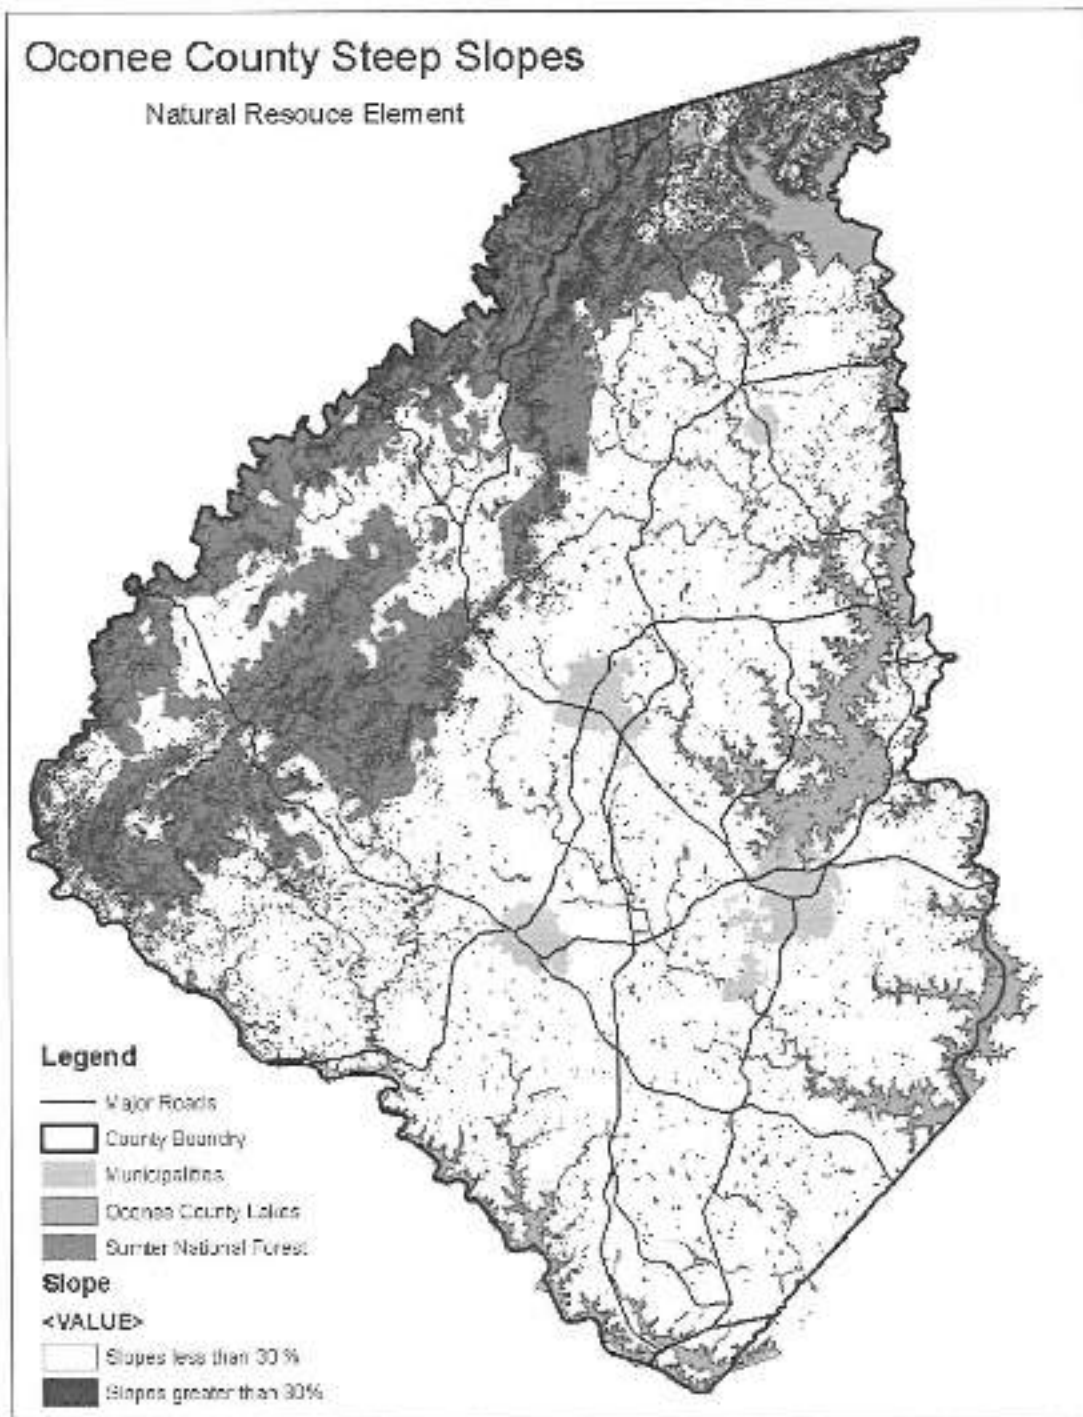 Oconee County Steep Slopes
Natural Resouce Element
Legend
Major Roads
County Boundry
Municipalities
Oconee County Lakes
Sumter National Forest
Slope
<VALUE>
Slopes less than 30 %
Slopes greater than 30%